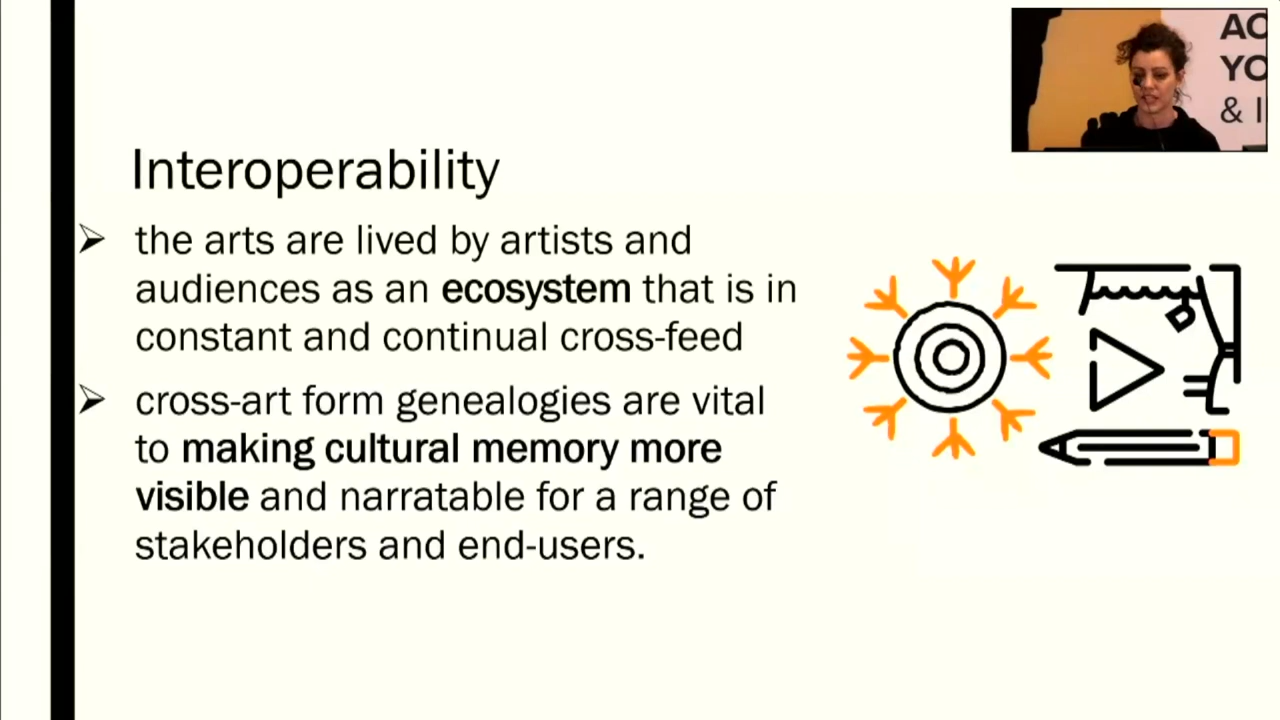 AC
YO
& I
Interoperability
the arts are lived by artists and
audiences as an ecosystem that is in
constant and continual cross-feed
cross-art form genealogies are vital
to making cultural memory more
visible and narratable for a range of
stakeholders and end-users.